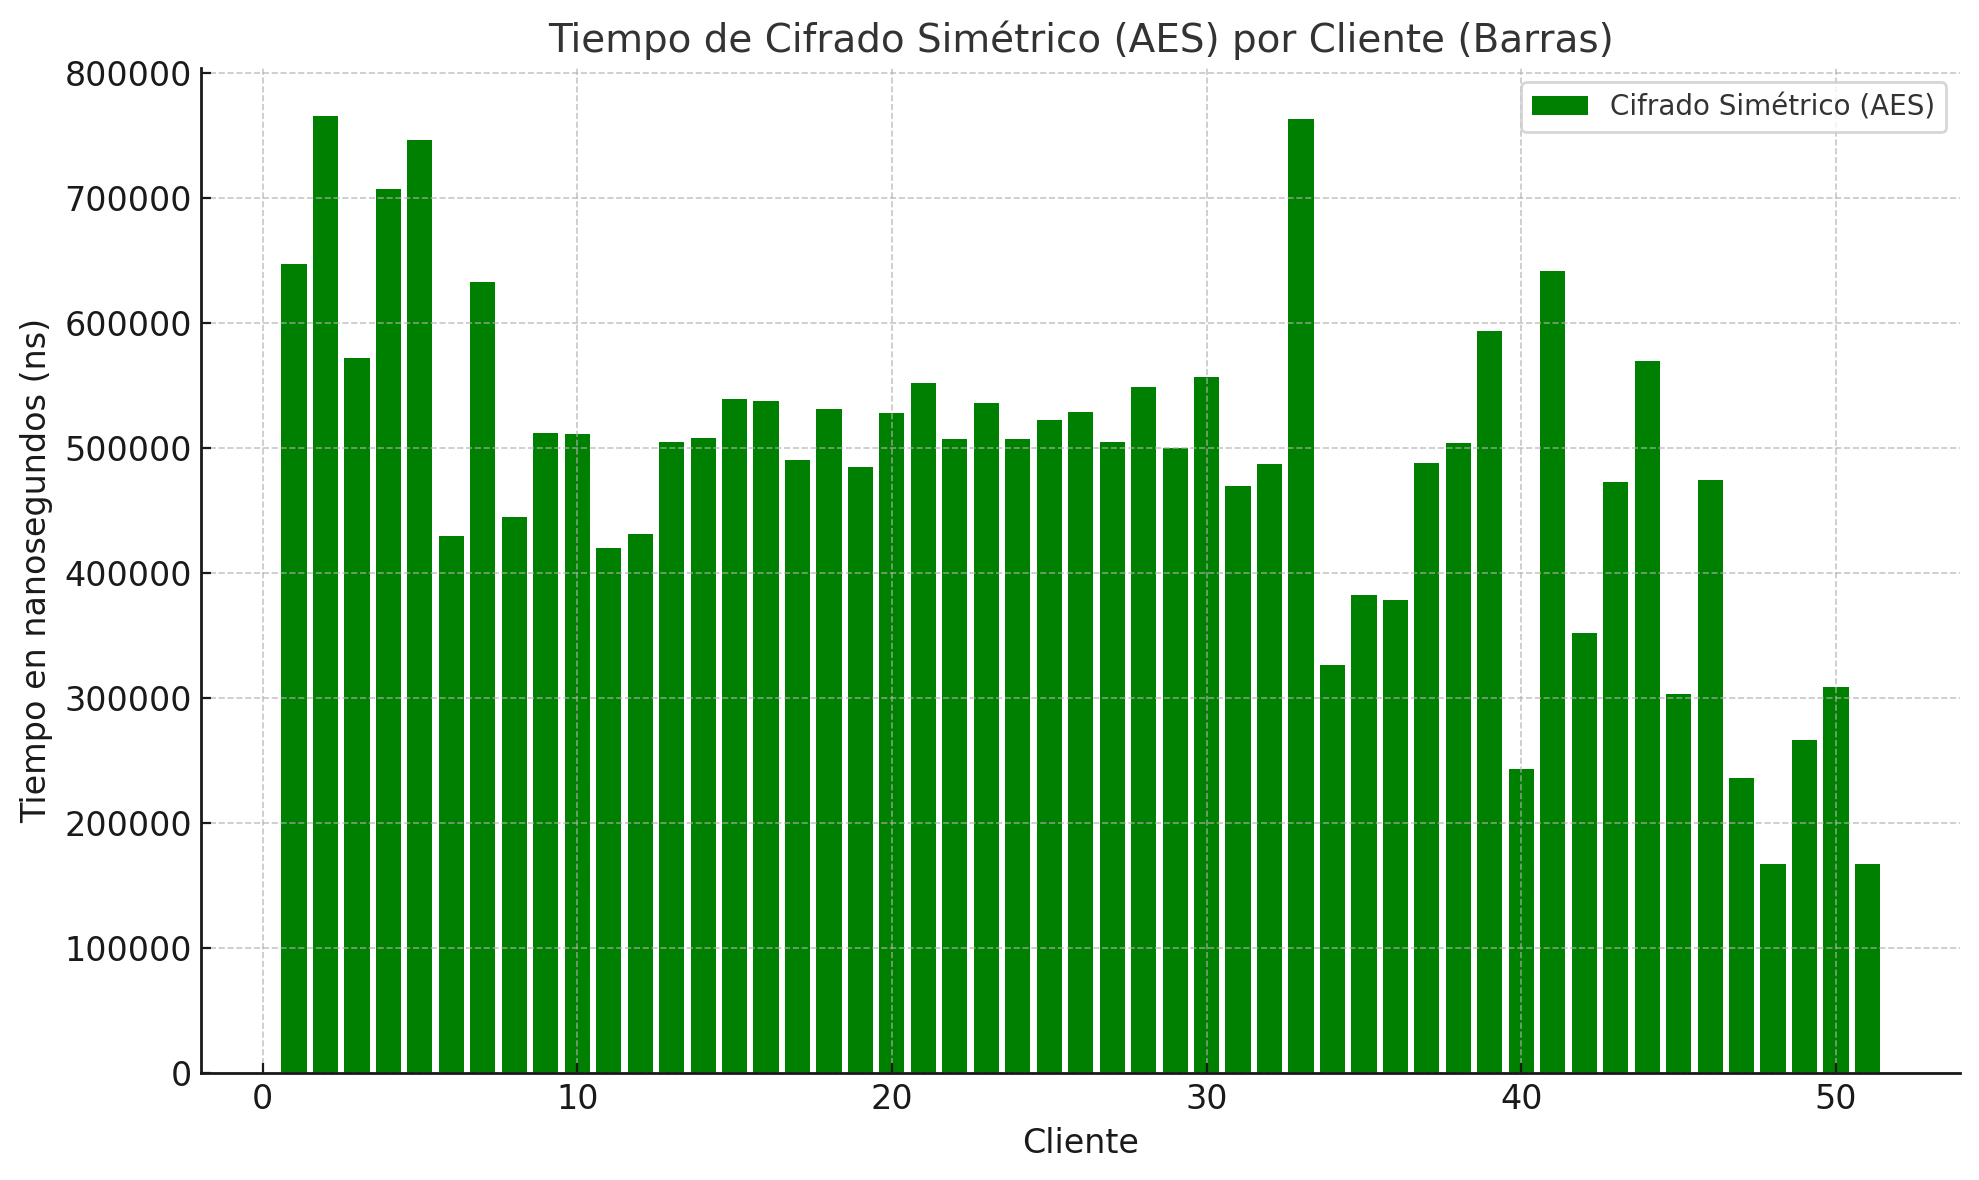 Tiempo de Cifrado Simétrico (AES) por Cliente (Barras)
Cifrado Simétrico (AES)
Tiempo en nanosegundos (ns)
800000
700000
600000
500000
400000
300000
200000
100000
0
0 10 20 30 40 50
Cliente